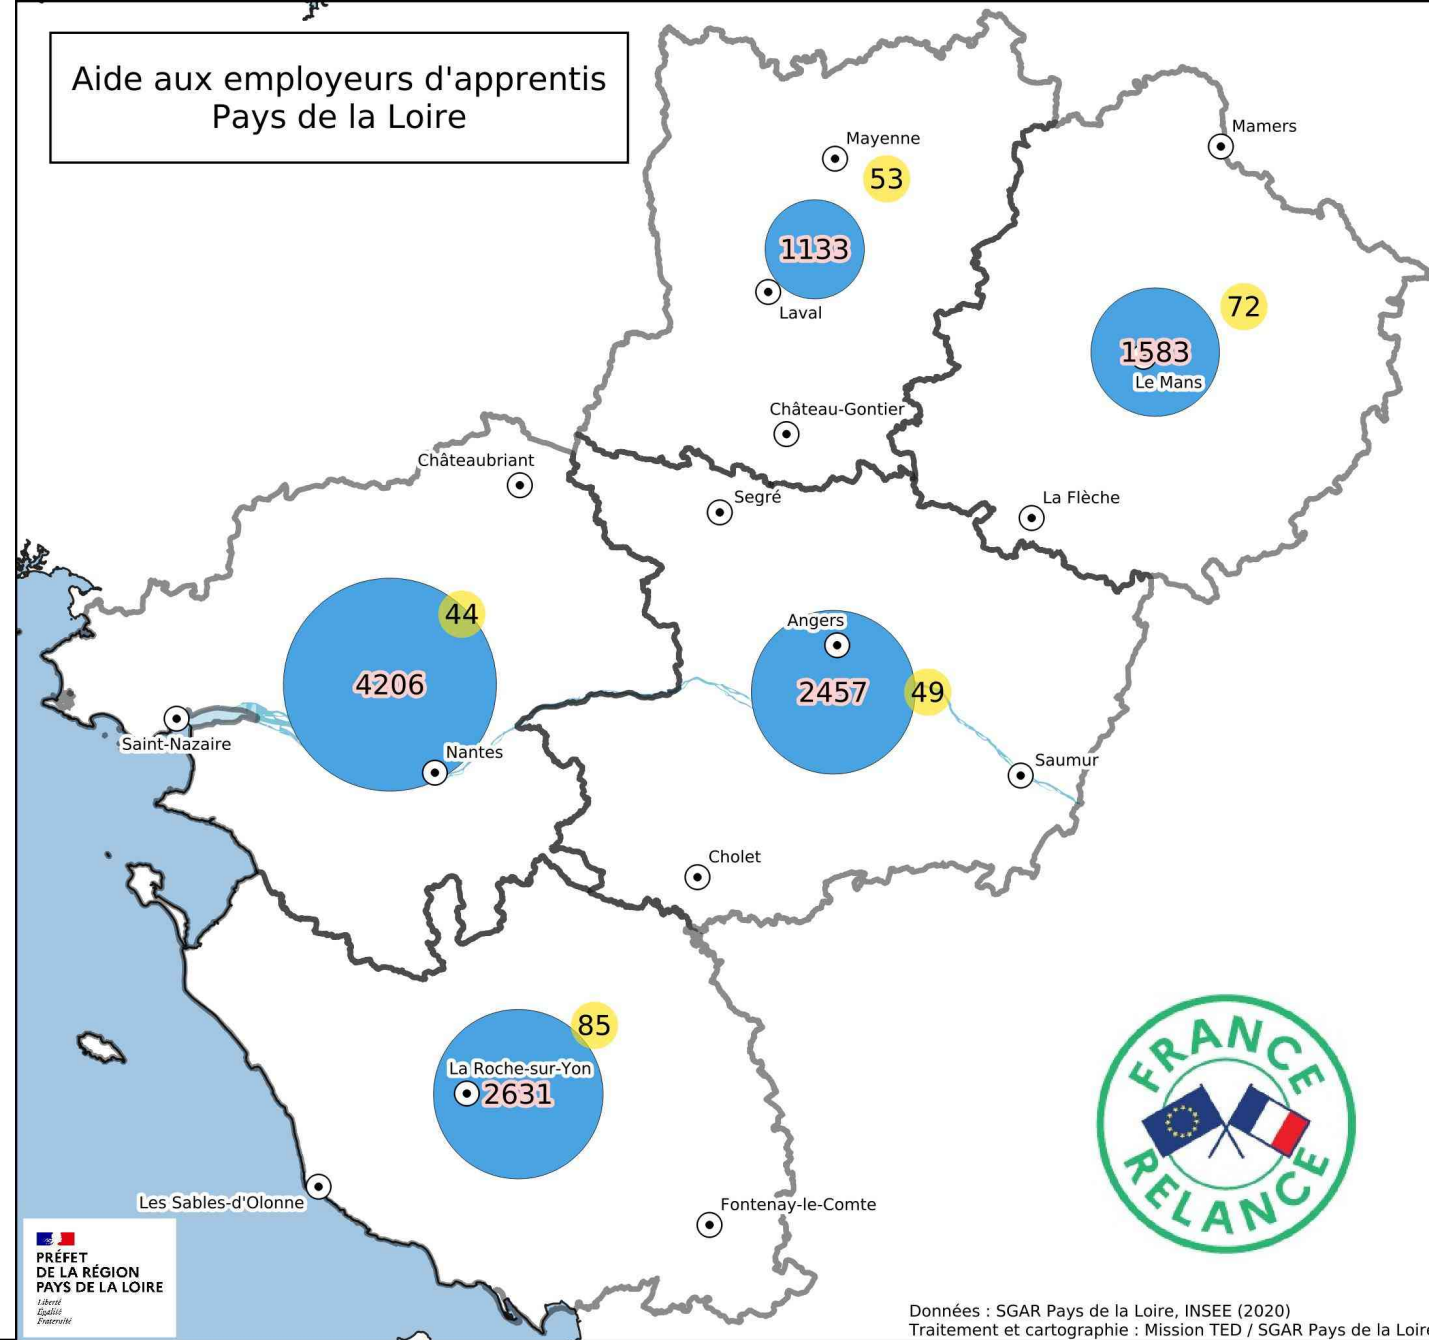 Aide aux employeurs d'apprentis
Pays de la Loire
Mamers
Mayenne
53
1133
Laval
72
1583
Le Mans
Château-Gontier
Châteaubriant
Segré
La Flèche
44
4206
Angers
2457
49
Saint-Nazaire
Nantes
Saumur
Cholet
85
La Roche-sur-Yon
2631
Les Sables-d'Olonne
Fontenay-le-Comte
FRANCE
RELANCE
PRÉFET
DE LA RÉGION
PAYS DE LA LOIRE
Liberté
Égalité
Fraternité
Données : SGAR Pays de la Loire, INSEE (2020)
Traitement et cartographie : Mission TED / SGAR Pays de la Loire